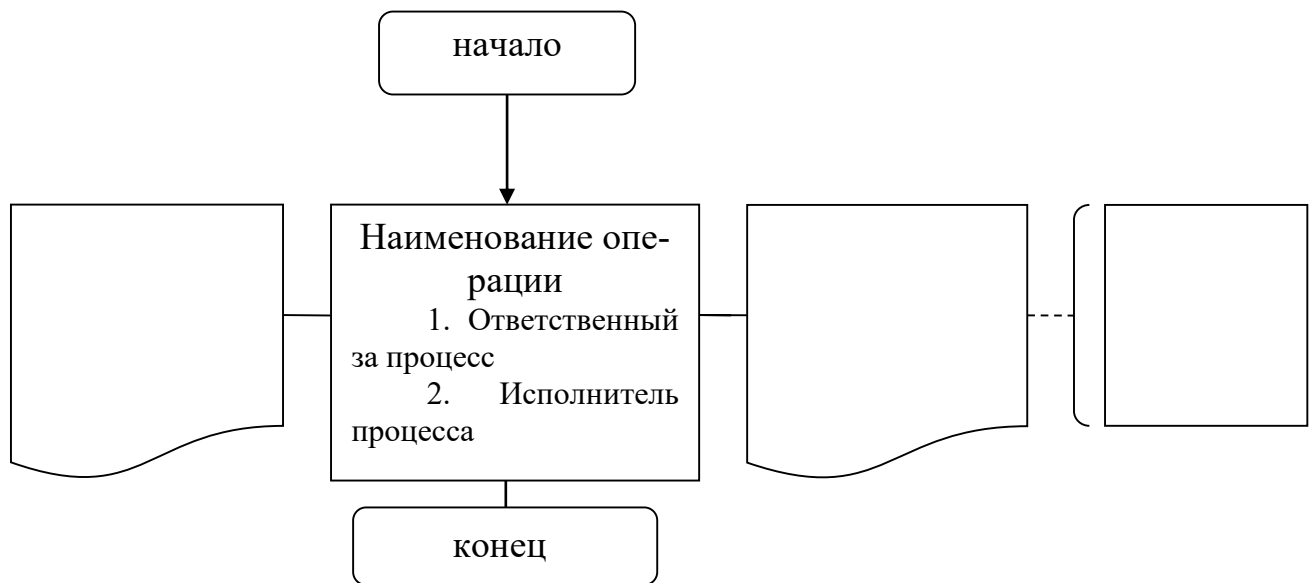 начало
Наименование опе-
рации
1. Ответственный
за процесс
2. Исполнитель
процесса
конец